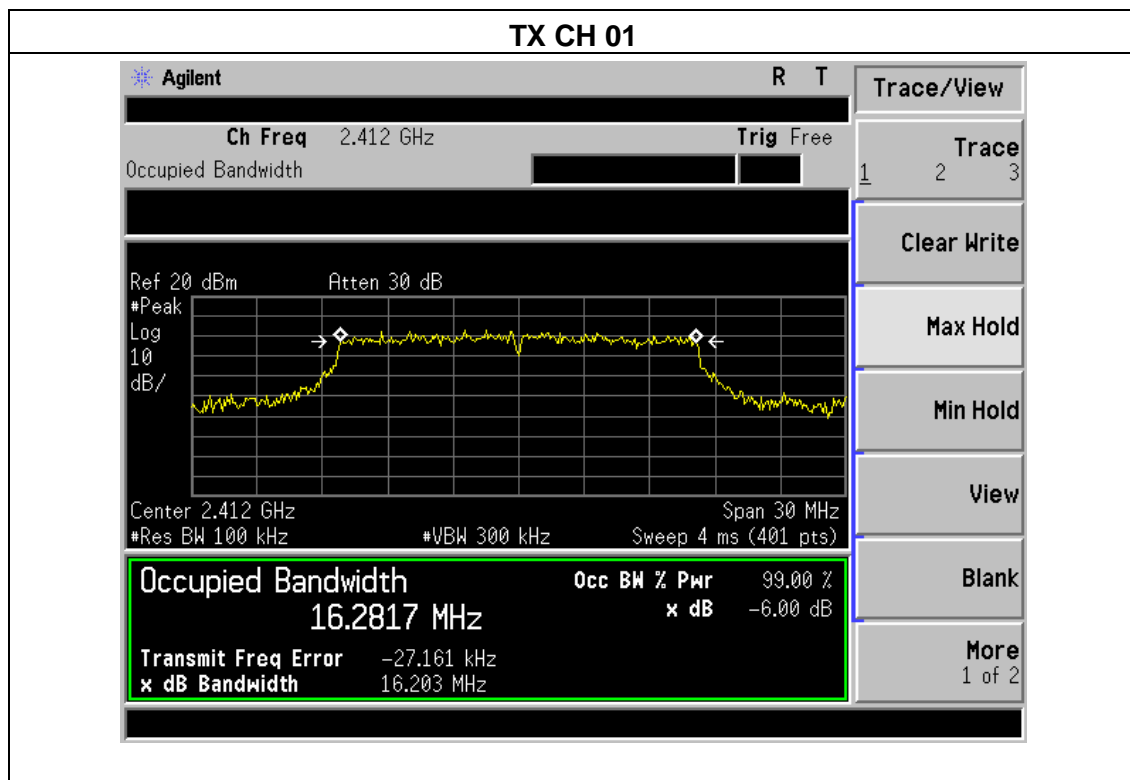 TX CH 01
Agilent R T
Trace/View
Ch Freq 2.412 GHz Trig Free
Occupied Bandwidth
Trace
1 2 3
Clear Write
Ref 20 dBm Atten 30 dB
#Peak
Log
10
dB/
Max Hold
Min Hold
View
Center 2.412 GHz Span 30 MHz
#Res BW 100 kHz #VBW 300 kHz Sweep 4 ms (401 pts)
Occupied Bandwidth Occ BW % Pwr 99.00 %
16.2817 MHz x dB -6.00 dB
Blank
Transmit Freq Error -27.161 kHz
x dB Bandwidth 16.203 MHz
More
1 of 2